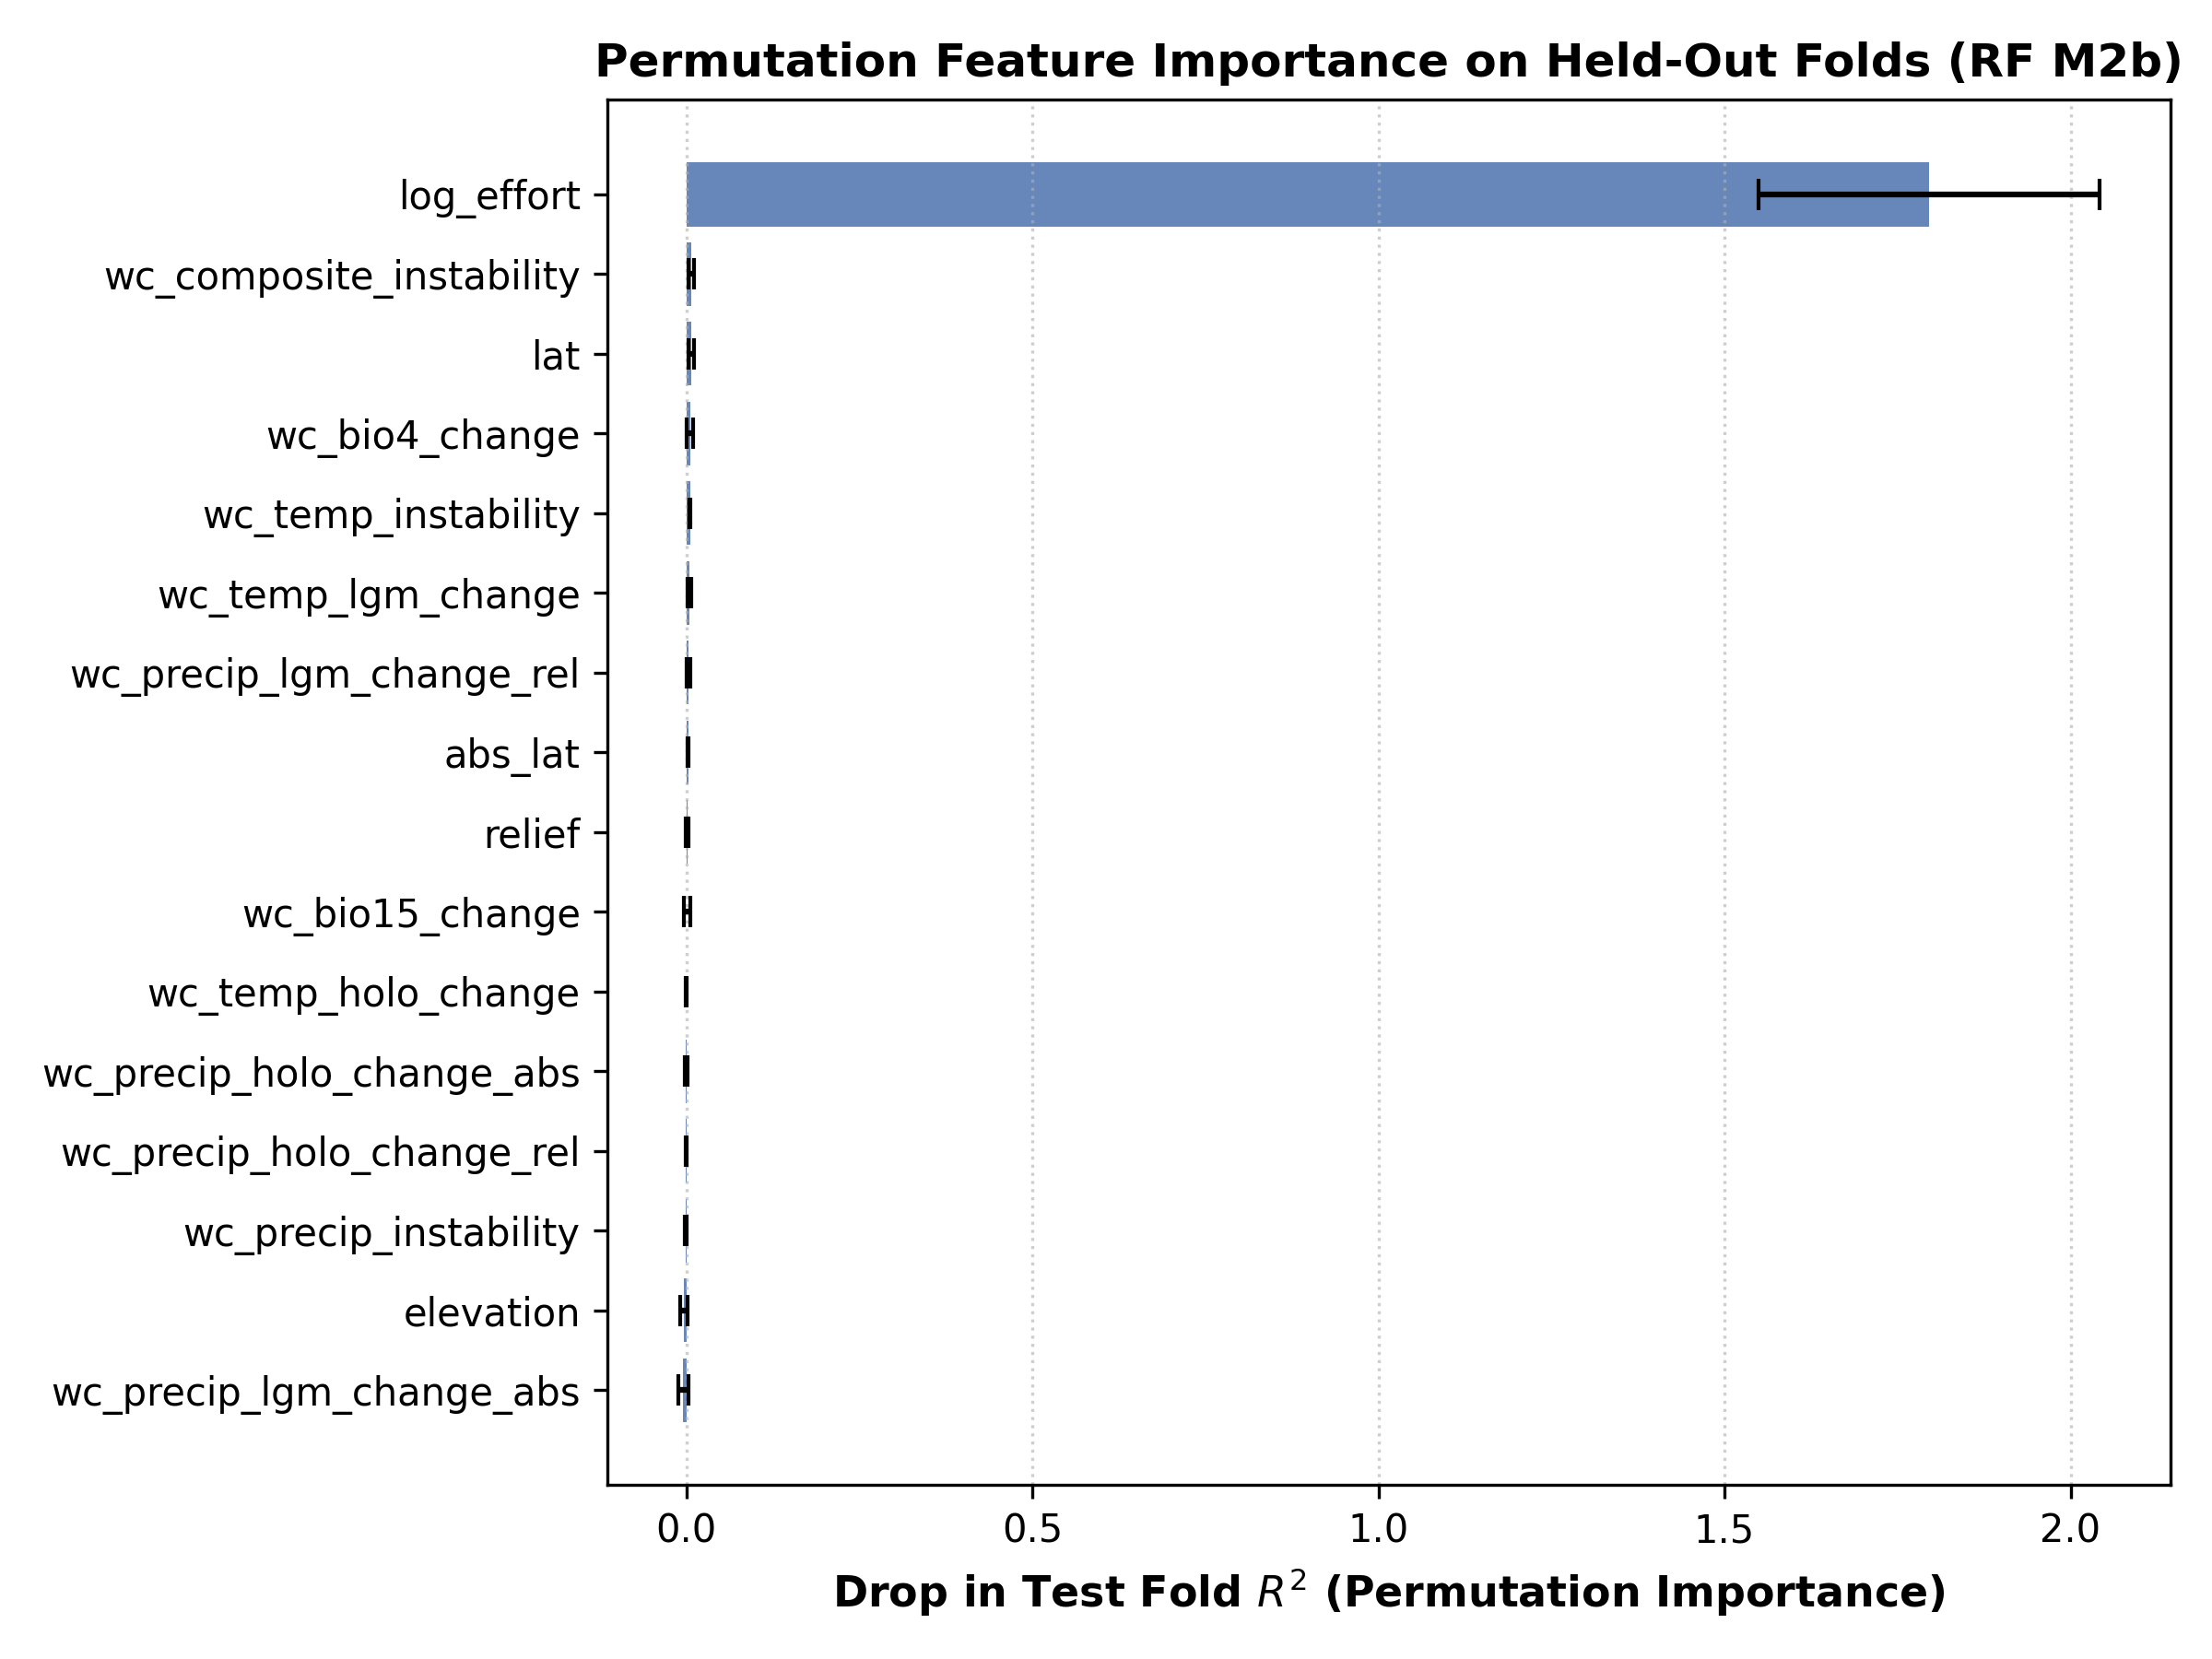 Permutation Feature Importance on Held-Out Folds (RF M2b)
log_effort
wc_composite_instability
lat
wc_bio4_change
wc_temp_instability
wc_temp_lgm_change
wc_precip_lgm_change_rel
abs_lat
relief
wc_bio15_change
wc_temp_holo_change
wc_precip_holo_change_abs
wc_precip_holo_change_rel
wc_precip_instability
elevation
wc_precip_lgm_change_abs
0.0 0.5 1.0 1.5 2.0
Drop in Test Fold R² (Permutation Importance)